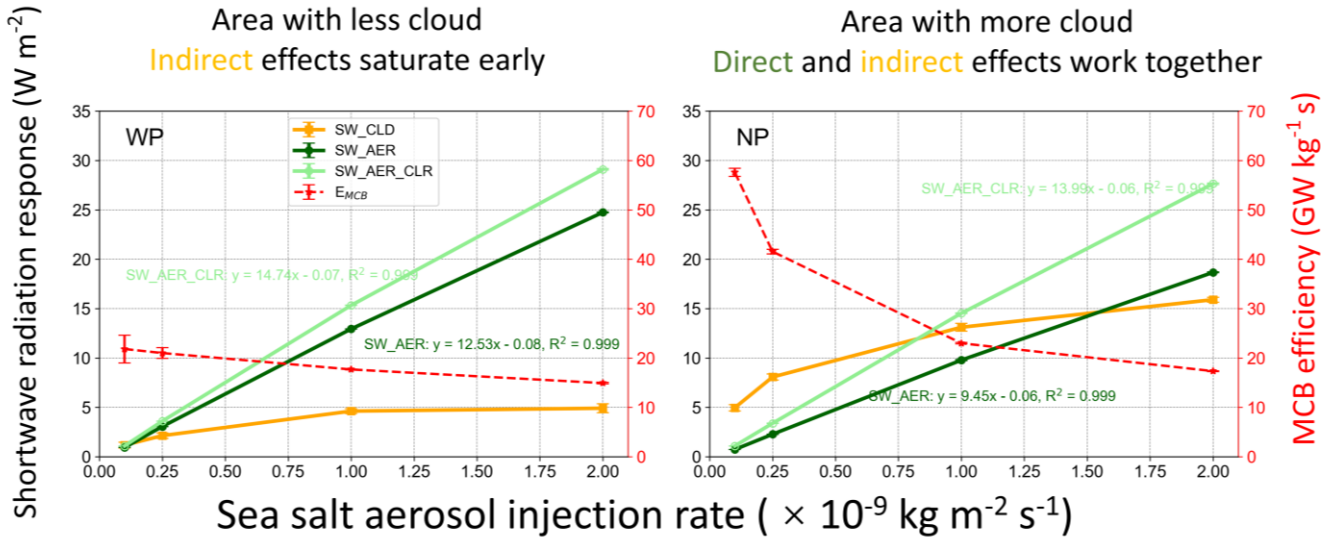 Area with less cloud
Indirect effects saturate early
Area with more cloud
Direct and indirect effects work together
Shortwave radiation response (W m-2)
35
30
25
20
15
10
5
0
WP
SW_CLD
SW_AER
SW_AER_CLR
E_MCB
SW_AER_CLR: y = 14.74x - 0.07, R² = 0.999
SW_AER: y = 12.53x - 0.08, R² = 0.999
70
60
50
40
30
20
10
0
0.00 0.25 0.50 0.75 1.00 1.25 1.50 1.75 2.00
35
30
25
20
15
10
5
0
NP
SW_AER_CLR: y = 13.99x - 0.06, R² = 0.999
SW_AER: y = 9.45x - 0.06, R² = 0.999
70
60
50
40
30
20
10
0
0.00 0.25 0.50 0.75 1.00 1.25 1.50 1.75 2.00
MCB efficiency (GW kg-1 s)
Sea salt aerosol injection rate ( × 10-9 kg m-2 s-1)